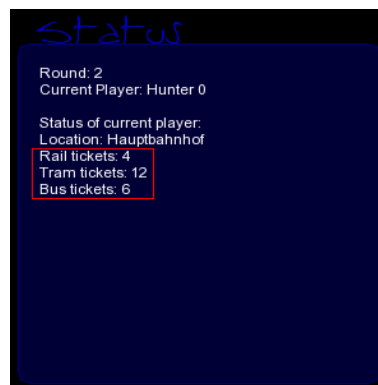 Status
Round: 2
Current Player: Hunter 0
Status of current player:
Location: Hauptbahnhof
Rail tickets: 4
Tram tickets: 12
Bus tickets: 6